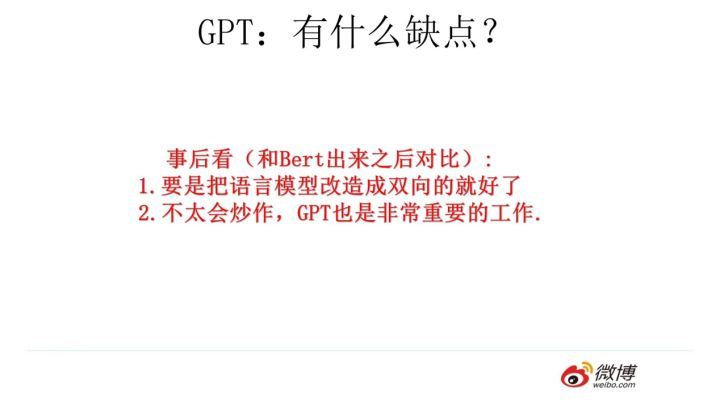 GPT：有什么缺点？
事后看（和Bert出来之后对比）：
1.要是把语言模型改造成双向的就好了
2.不太会炒作，GPT也是非常重要的工作.
微博
weibo.com